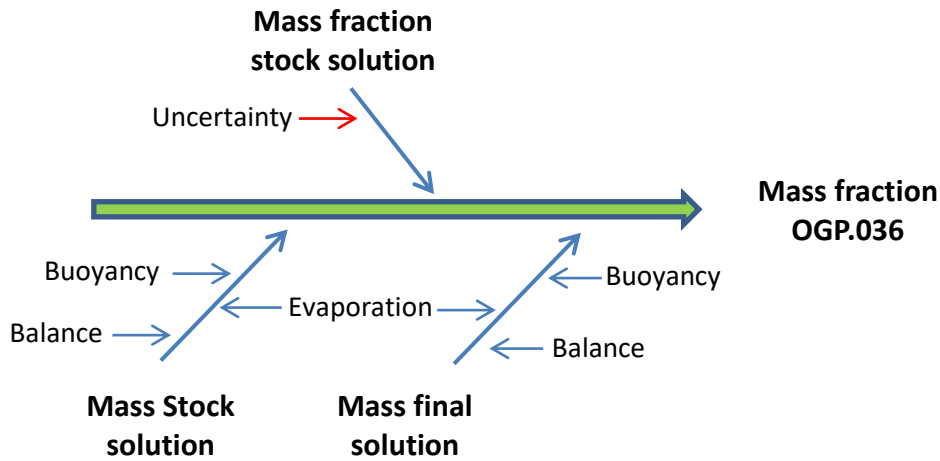 Mass fraction
stock solution
Uncertainty
Mass fraction
OGP.036
Buoyancy
Evaporation
Buoyancy
Balance
Balance
Mass Stock
solution
Mass final
solution